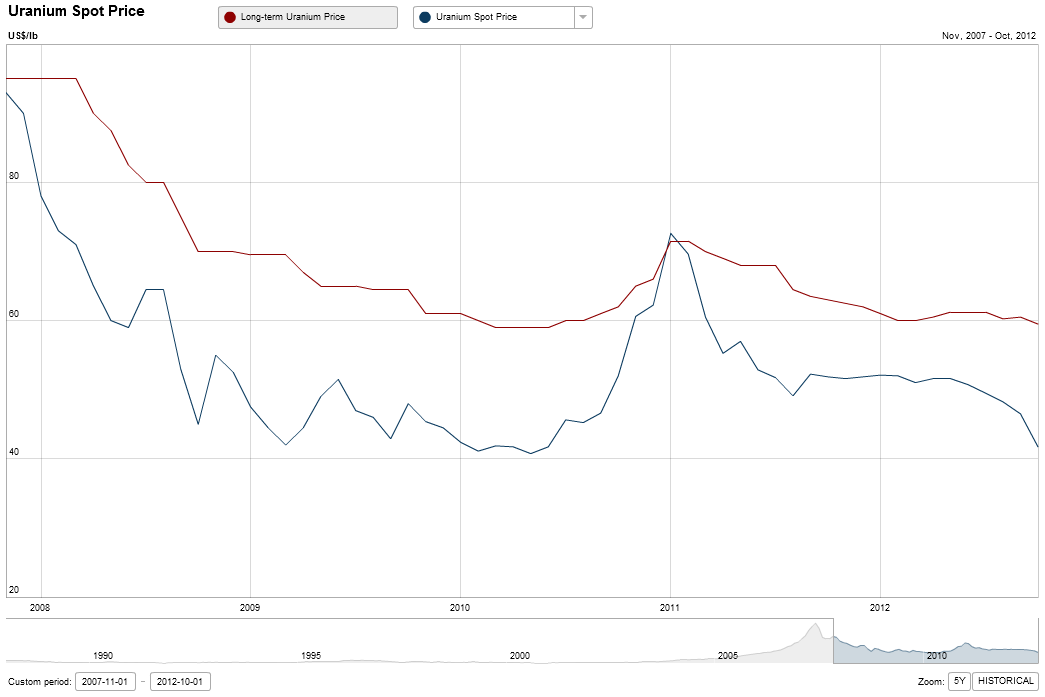 Uranium Spot Price
Long-term Uranium Price
Uranium Spot Price
US$/lb
Nov, 2007 - Oct, 2012
80
60
40
20
2008 2009 2010 2011 2012
1990 1995 2000 2005 2010
Custom period: 2007-11-01 – 2012-10-01
Zoom: 5Y HISTORICAL